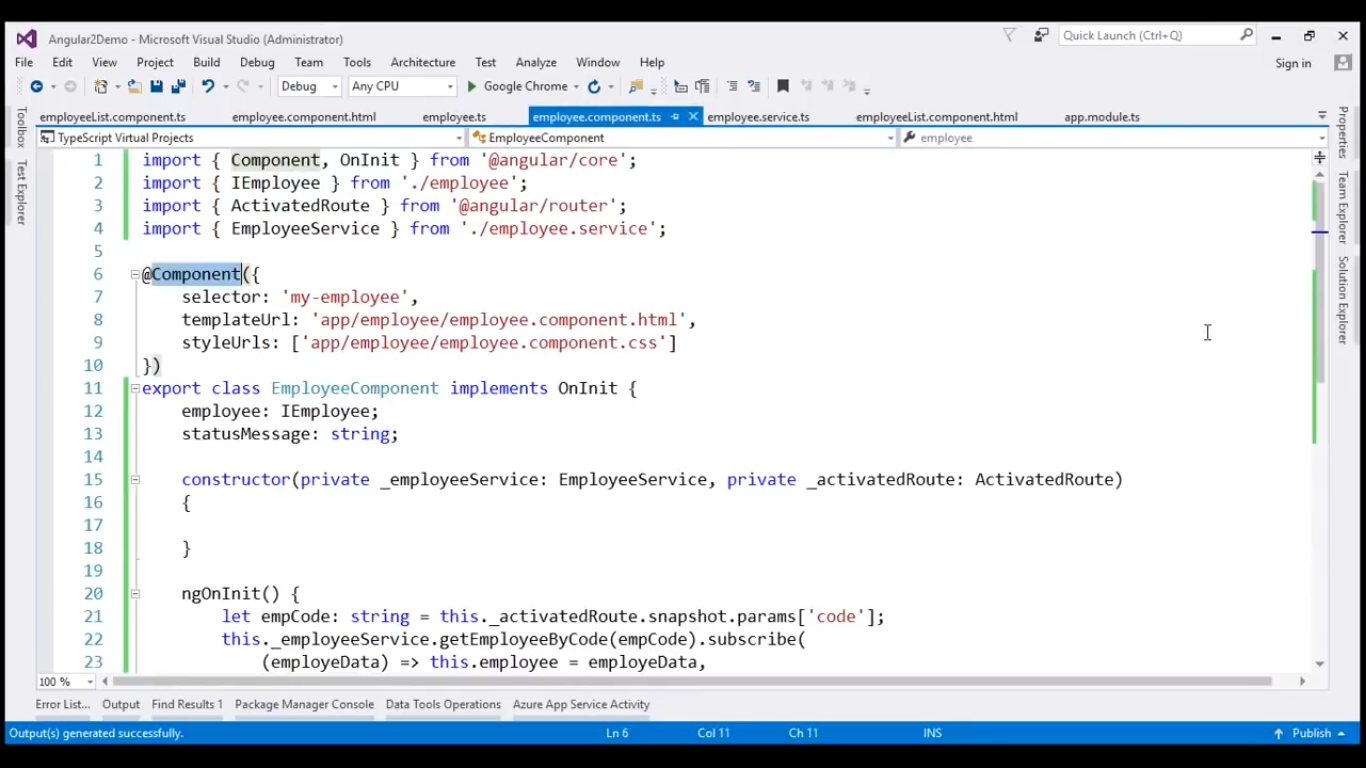 Angular2Demo - Microsoft Visual Studio (Administrator)
Quick Launch (Ctrl+Q)
File Edit View Project Build Debug Team Tools Architecture Test Analyze Window Help
Sign in
Debug Any CPU Google Chrome
employeeList.component.ts employee.component.html employee.ts employee.component.ts employee.service.ts employeeList.component.html app.module.ts
TypeScript Virtual Projects EmployeeComponent employee
Toolbox
Test Explorer
Properties
Team Explorer
Solution Explorer
1 import { Component, OnInit } from '@angular/core';
2 import { IEmployee } from './employee';
3 import { ActivatedRoute } from '@angular/router';
4 import { EmployeeService } from './employee.service';
5
6 @Component({
7 selector: 'my-employee',
8 templateUrl: 'app/employee/employee.component.html',
9 styleUrls: ['app/employee/employee.component.css']
10 })
11 export class EmployeeComponent implements OnInit {
12 employee: IEmployee;
13 statusMessage: string;
14
15 constructor(private _employeeService: EmployeeService, private _activatedRoute: ActivatedRoute)
16 {
17
18 }
19
20 ngOnInit() {
21 let empCode: string = this._activatedRoute.snapshot.params['code'];
22 this._employeeService.getEmployeeByCode(empCode).subscribe(
23 (employeData) => this.employee = employeData,
100 %
Error List... Output Find Results 1 Package Manager Console Data Tools Operations Azure App Service Activity
Output(s) generated successfully. Ln 6 Col 11 Ch 11 INS Publish